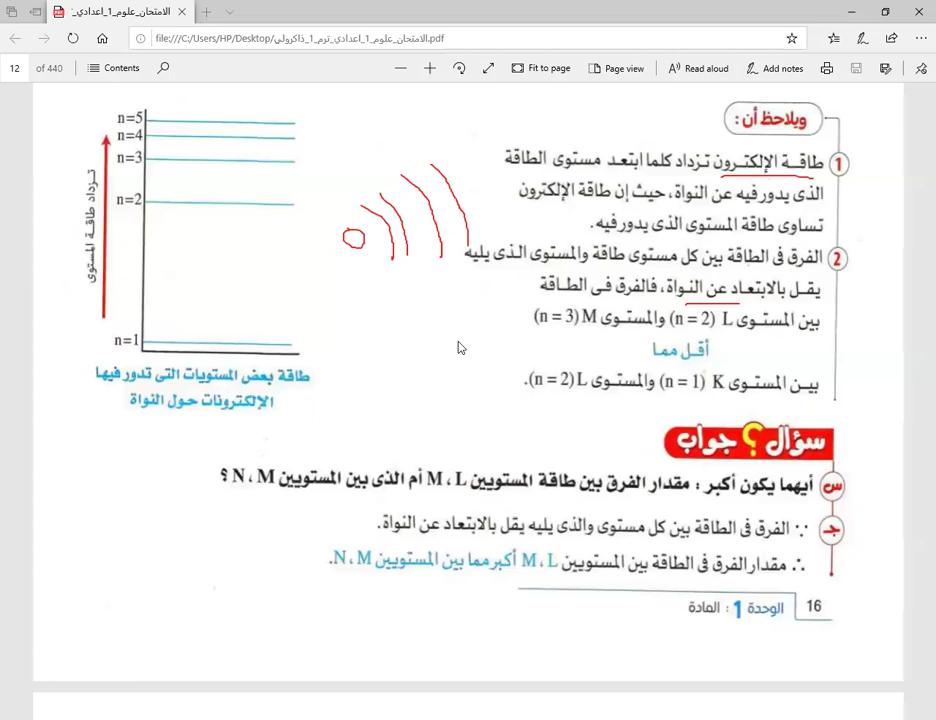 الامتحان_علوم_1_اعدادي_ترم_1_ذاكرولي.pdf
file:///C:/Users/HP/Desktop/الامتحان_علوم_1_اعدادي_ترم_1_ذاكرولي.pdf
12 of 440 Contents Fit to page Page view Read aloud Add notes
ويلاحظ أن :
1 طاقة الإلكترون تزداد كلما ابتعد مستوى الطاقة
الذى يدور فيه عن النواة، حيث إن طاقة الإلكترون
تساوى طاقة المستوى الذى يدور فيه.
2 الفرق فى الطاقة بين كل مستوى طاقة والمستوى الذى يليه
يقل بالابتعاد عن النواة، فالفرق فى الطاقة
بين المستوى L (n = 2) والمستوى M (n = 3)
أقل مما
بين المستوى K (n = 1) والمستوى L (n = 2).
n=5
n=4
n=3
n=2
n=1
تزداد طاقة المستوى
طاقة بعض المستويات التى تدور فيها
الإلكترونات حول النواة
سؤال ؟ جواب
س أيهما يكون أكبر : مقدار الفرق بين طاقة المستويين M ، L أم الذى بين المستويين N ، M ؟
جـ ∵ الفرق فى الطاقة بين كل مستوى والذى يليه يقل بالابتعاد عن النواة.
∴ مقدار الفرق فى الطاقة بين المستويين M ، L أكبر مما بين المستويين N ، M.
16 الوحدة 1 : المادة